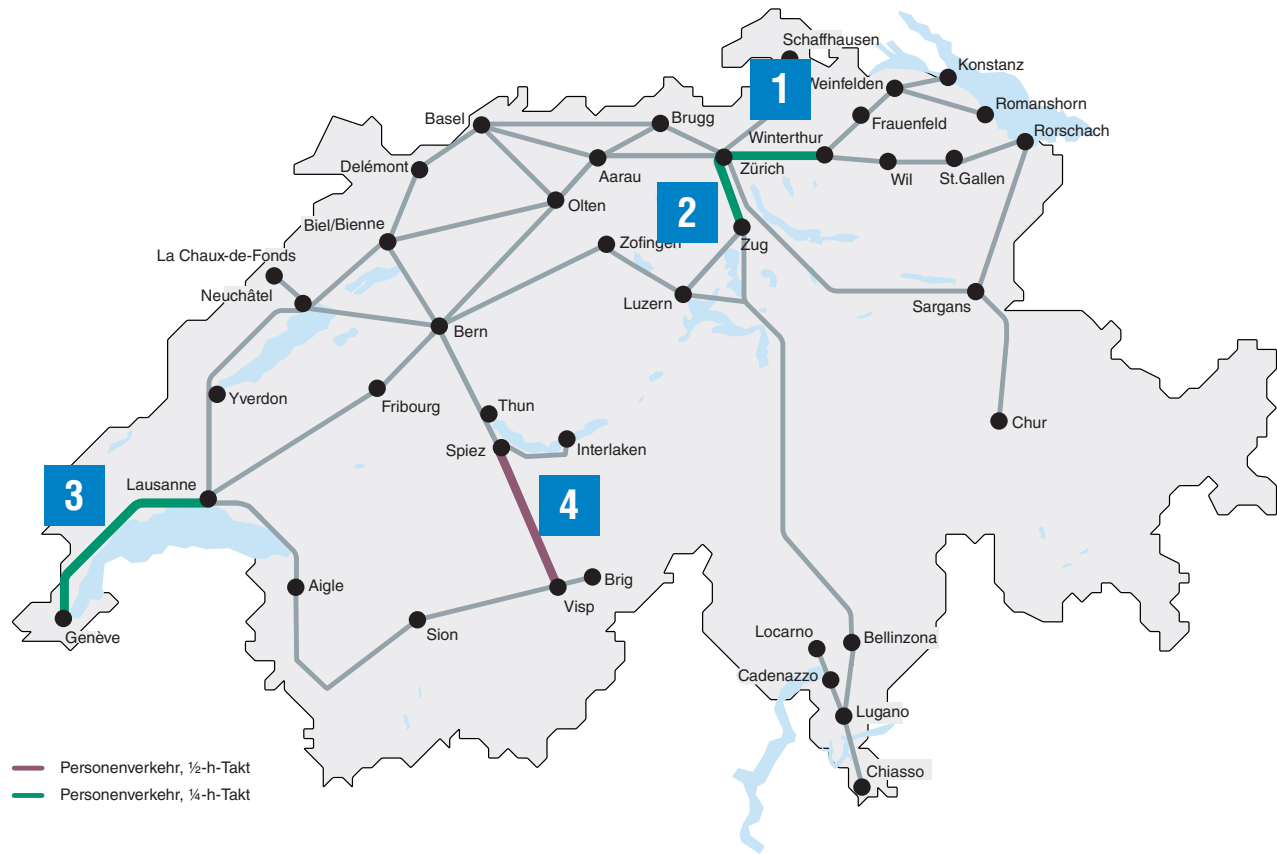 Schaffhausen
Konstanz
1
Weinfelden
Romanshorn
Basel
Brugg
Frauenfeld
Rorschach
Winterthur
Delémont
Aarau
Zürich
Wil
St.Gallen
Olten
2
Biel/Bienne
Zofingen
Zug
La Chaux-de-Fonds
Neuchâtel
Luzern
Sargans
Bern
Yverdon
Fribourg
Thun
Chur
Spiez
Interlaken
Lausanne
3
4
Aigle
Brig
Visp
Genève
Sion
Locarno
Bellinzona
Cadenazzo
Lugano
Chiasso
Personenverkehr, ½-h-Takt
Personenverkehr, ¼-h-Takt